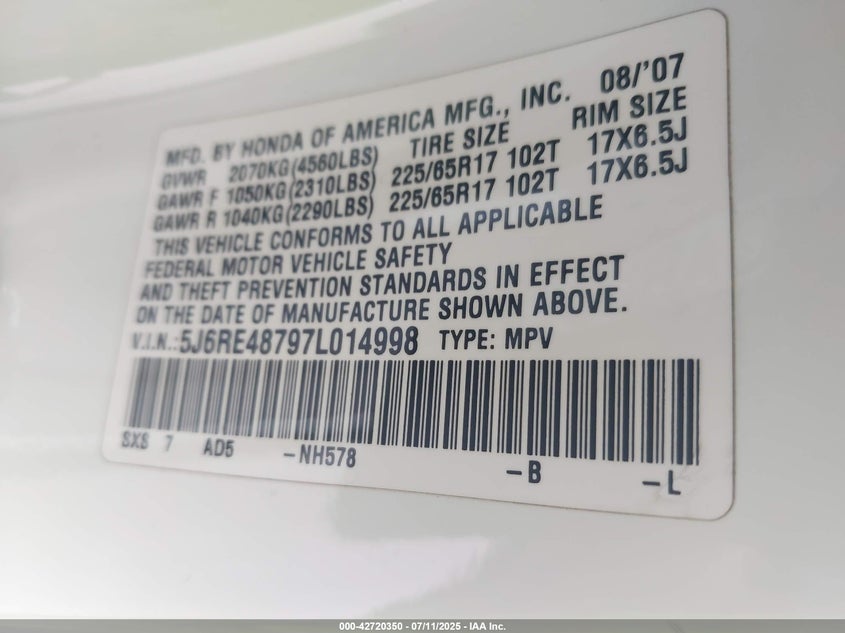 MFD. BY HONDA OF AMERICA MFG., INC. 08/'07
GVWR 2070KG(4560LBS) TIRE SIZE RIM SIZE
GAWR F 1050KG(2310LBS) 225/65R17 102T 17X6.5J
GAWR R 1040KG(2290LBS) 225/65R17 102T 17X6.5J
THIS VEHICLE CONFORMS TO ALL APPLICABLE
FEDERAL MOTOR VEHICLE SAFETY
AND THEFT PREVENTION STANDARDS IN EFFECT
ON THE DATE OF MANUFACTURE SHOWN ABOVE.
V.I.N.:5J6RE48797L014998 TYPE: MPV
SXS 7 AD5 -NH578 -B -L
000-42720350 - 07/11/2025 - IAA Inc.